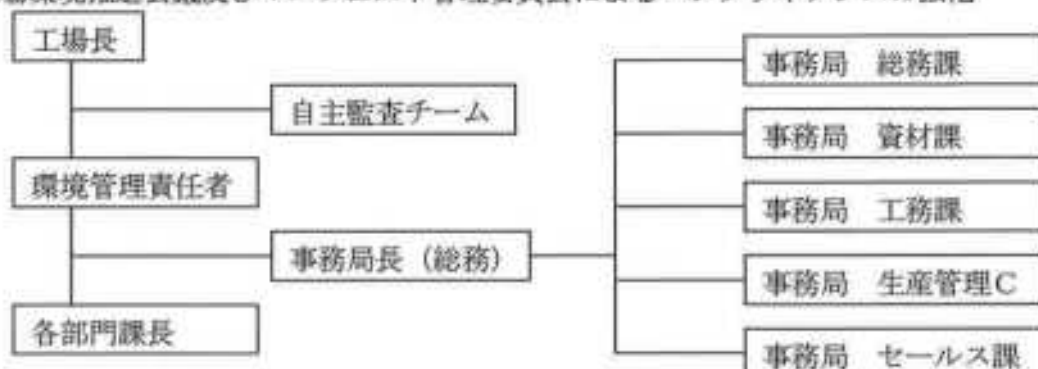 工場長
自主監査チーム
環境管理責任者
事務局長（総務）
各部門課長
事務局　総務課
事務局　資材課
事務局　工務課
事務局　生産管理C
事務局　セールス課